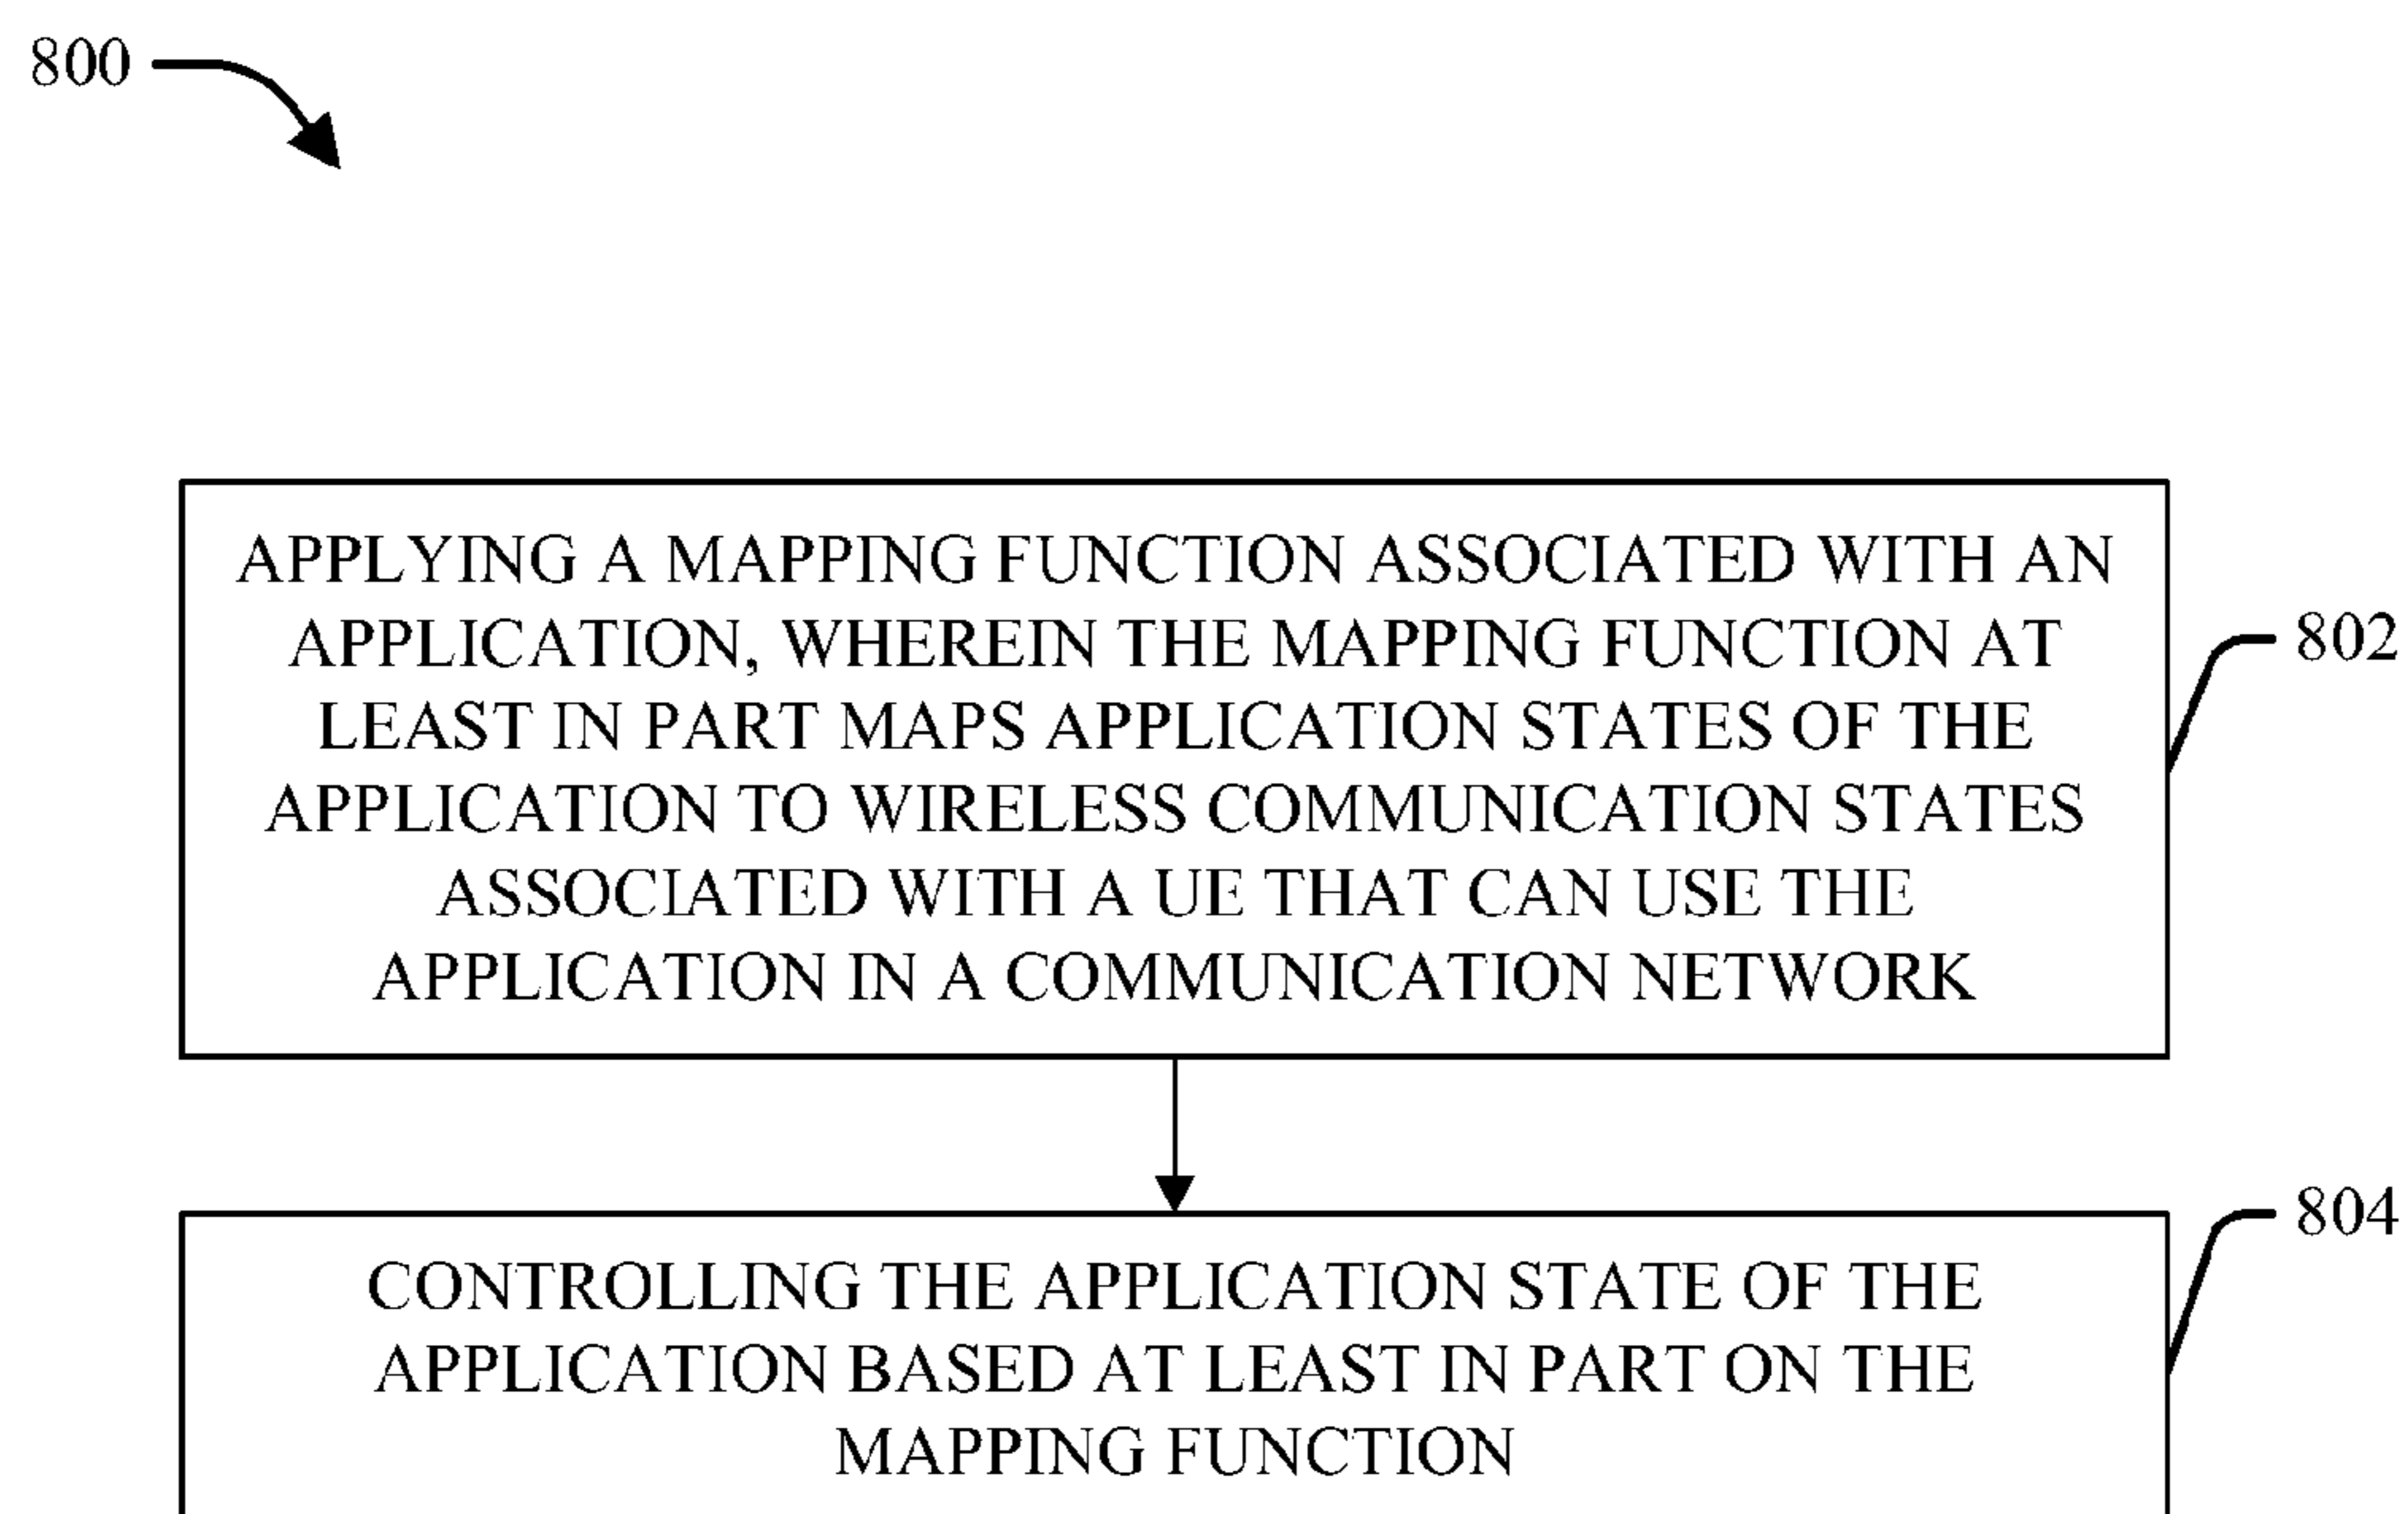 800
APPLYING A MAPPING FUNCTION ASSOCIATED WITH AN
APPLICATION, WHEREIN THE MAPPING FUNCTION AT
LEAST IN PART MAPS APPLICATION STATES OF THE
APPLICATION TO WIRELESS COMMUNICATION STATES
ASSOCIATED WITH A UE THAT CAN USE THE
APPLICATION IN A COMMUNICATION NETWORK
802
CONTROLLING THE APPLICATION STATE OF THE
APPLICATION BASED AT LEAST IN PART ON THE
MAPPING FUNCTION
804